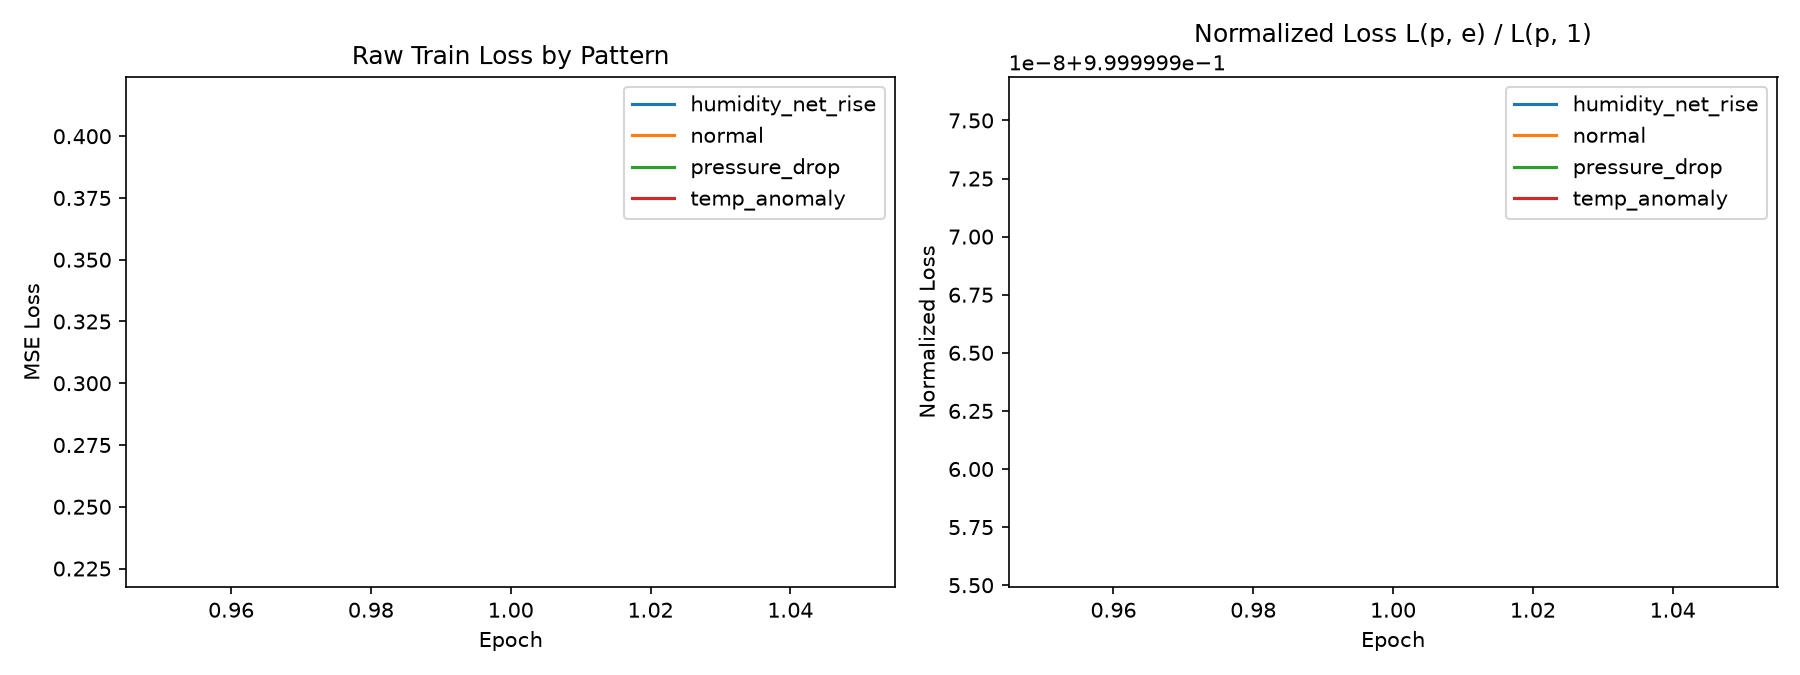 Raw Train Loss by Pattern
MSE Loss
0.400
0.375
0.350
0.325
0.300
0.275
0.250
0.225
humidity_net_rise
normal
pressure_drop
temp_anomaly
0.96
0.98
1.00
1.02
1.04
Epoch
Normalized Loss L(p, e) / L(p, 1)
1e−8+9.999999e−1
Normalized Loss
7.50
7.25
7.00
6.75
6.50
6.25
6.00
5.75
5.50
humidity_net_rise
normal
pressure_drop
temp_anomaly
0.96
0.98
1.00
1.02
1.04
Epoch